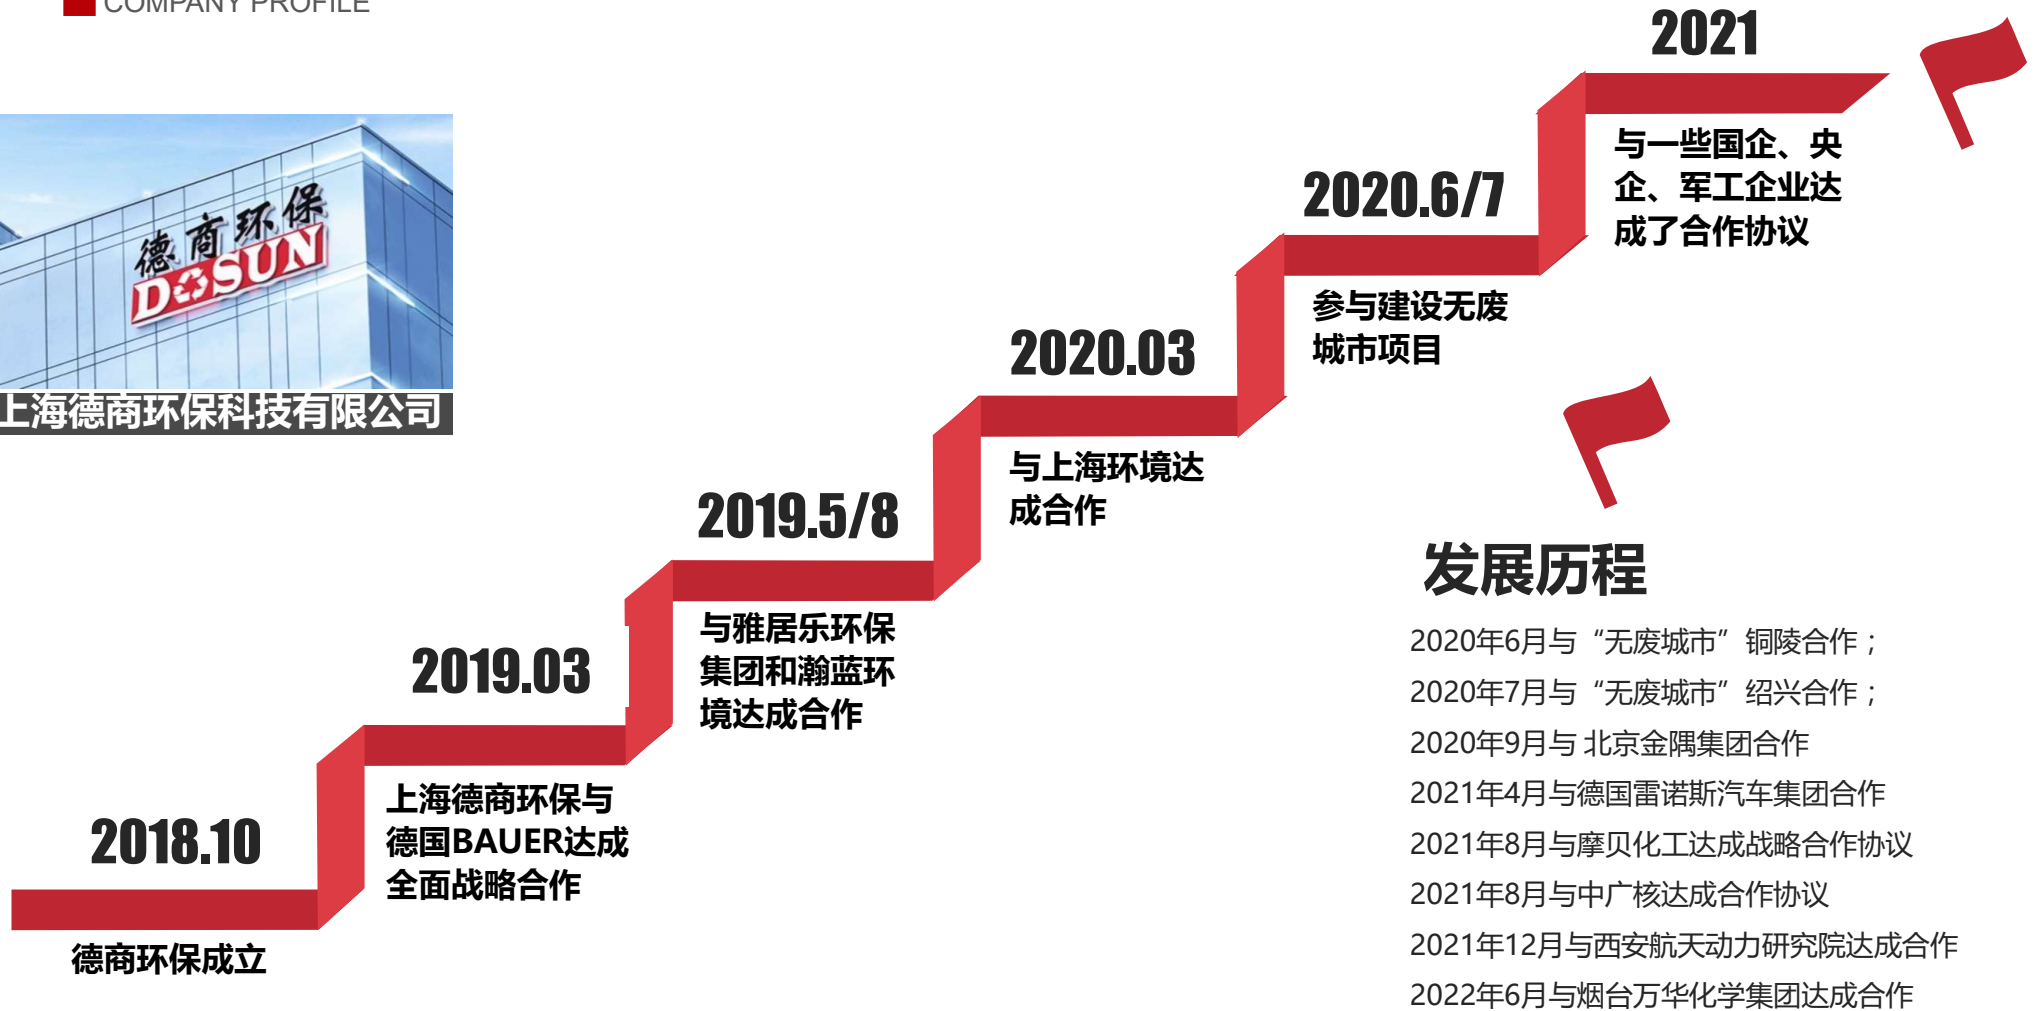 COMPANY PROFILE
德商环保
DOSUN
上海德商环保科技有限公司
2018.10
德商环保成立
2019.03
上海德商环保与
德国BAUER达成
全面战略合作
2019.5/8
与雅居乐环保
集团和瀚蓝环
境达成合作
2020.03
与上海环境达
成合作
2020.6/7
参与建设无废
城市项目
2021
与一些国企、央
企、军工企业达
成了合作协议
发展历程
2020年6月与“无废城市”铜陵合作；
2020年7月与“无废城市”绍兴合作；
2020年9月与 北京金隅集团合作
2021年4月与德国雷诺斯汽车集团合作
2021年8月与摩贝化工达成战略合作协议
2021年8月与中广核达成合作协议
2021年12月与西安航天动力研究院达成合作
2022年6月与烟台万华化学集团达成合作